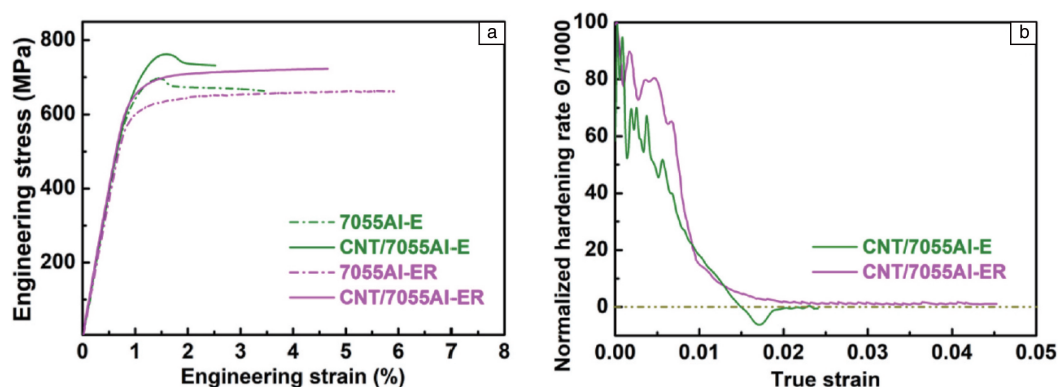 a
Engineering stress (MPa)
800
600
400
200
0
0 1 2 3 4 5 6 7 8
Engineering strain (%)
7055Al-E
CNT/7055Al-E
7055Al-ER
CNT/7055Al-ER
b
Normalized hardening rate Θ /1000
100
80
60
40
20
0
0.00 0.01 0.02 0.03 0.04 0.05
True strain
CNT/7055Al-E
CNT/7055Al-ER